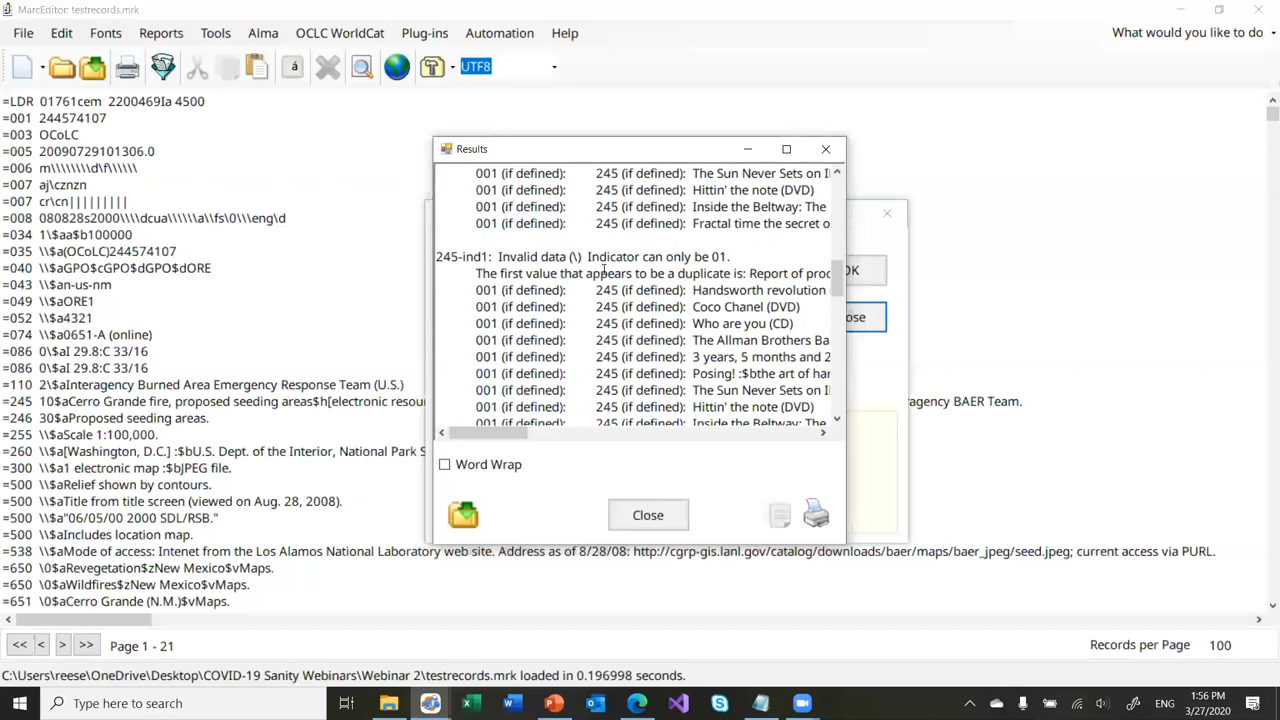 MarcEditor: testrecords.mrk
File Edit Fonts Reports Tools Alma OCLC WorldCat Plug-ins Automation Help What would you like to do
á UTF8
=LDR 01761cem 2200469Ia 4500
=001 244574107
=003 OCoLC
=005 20090729101306.0
=006 m\\\\\\\\d\f\\\\\\
=007 aj\cznzn
=007 cr\cn|||||||||
=008 080828s2000\\\\dcua\\\\\\a\\fs\0\\\eng\d
=034 1\$aa$b100000
=035 \\$a(OCoLC)244574107
=040 \\$aGPO$cGPO$dGPO$dORE
=043 \\$an-us-nm
=049 \\$aORE1
=052 \\$a4321
=074 \\$a0651-A (online)
=086 0\$aI 29.8:C 33/16
=086 0\$aI 29.8:C 33/16
=110 2\$aInteragency Burned Area Emergency Response Team (U.S.)
=245 10$aCerro Grande fire, proposed seeding areas$h[electronic resou
agency BAER Team.
=246 30$aProposed seeding areas.
=255 \\$aScale 1:100,000.
=260 \\$a[Washington, D.C.] :$bU.S. Dept. of the Interior, National Park S
=300 \\$a1 electronic map :$bJPEG file.
=500 \\$aRelief shown by contours.
=500 \\$aTitle from title screen (viewed on Aug. 28, 2008).
=500 \\$a"06/05/00 2000 SDL/RSB."
=500 \\$aIncludes location map.
=538 \\$aMode of access: Intenet from the Los Alamos National Laboratory web site. Address as of 8/28/08: http://cgrp-gis.lanl.gov/catalog/downloads/baer/maps/baer_jpeg/seed.jpeg; current access via PURL.
=650 \0$aRevegetation$zNew Mexico$vMaps.
=650 \0$aWildfires$zNew Mexico$vMaps.
=651 \0$aCerro Grande (N.M.)$vMaps.
Results
001 (if defined): 245 (if defined): The Sun Never Sets on I
001 (if defined): 245 (if defined): Hittin' the note (DVD)
001 (if defined): 245 (if defined): Inside the Beltway: The
001 (if defined): 245 (if defined): Fractal time the secret o
245-ind1: Invalid data (\) Indicator can only be 01.
The first value that appears to be a duplicate is: Report of proc
001 (if defined): 245 (if defined): Handsworth revolution
001 (if defined): 245 (if defined): Coco Chanel (DVD)
001 (if defined): 245 (if defined): Who are you (CD)
001 (if defined): 245 (if defined): The Allman Brothers Ba
001 (if defined): 245 (if defined): 3 years, 5 months and 2
001 (if defined): 245 (if defined): Posing! :$bthe art of har
001 (if defined): 245 (if defined): The Sun Never Sets on I
001 (if defined): 245 (if defined): Hittin' the note (DVD)
001 (if defined): 245 (if defined): Inside the Beltway: The
Word Wrap
Close
OK
ose
<< < > >> Page 1 - 21 Records per Page 100
C:\Users\reese\OneDrive\Desktop\COVID-19 Sanity Webinars\Webinar 2\testrecords.mrk loaded in 0.196998 seconds.
Type here to search
1:56 PM
3/27/2020